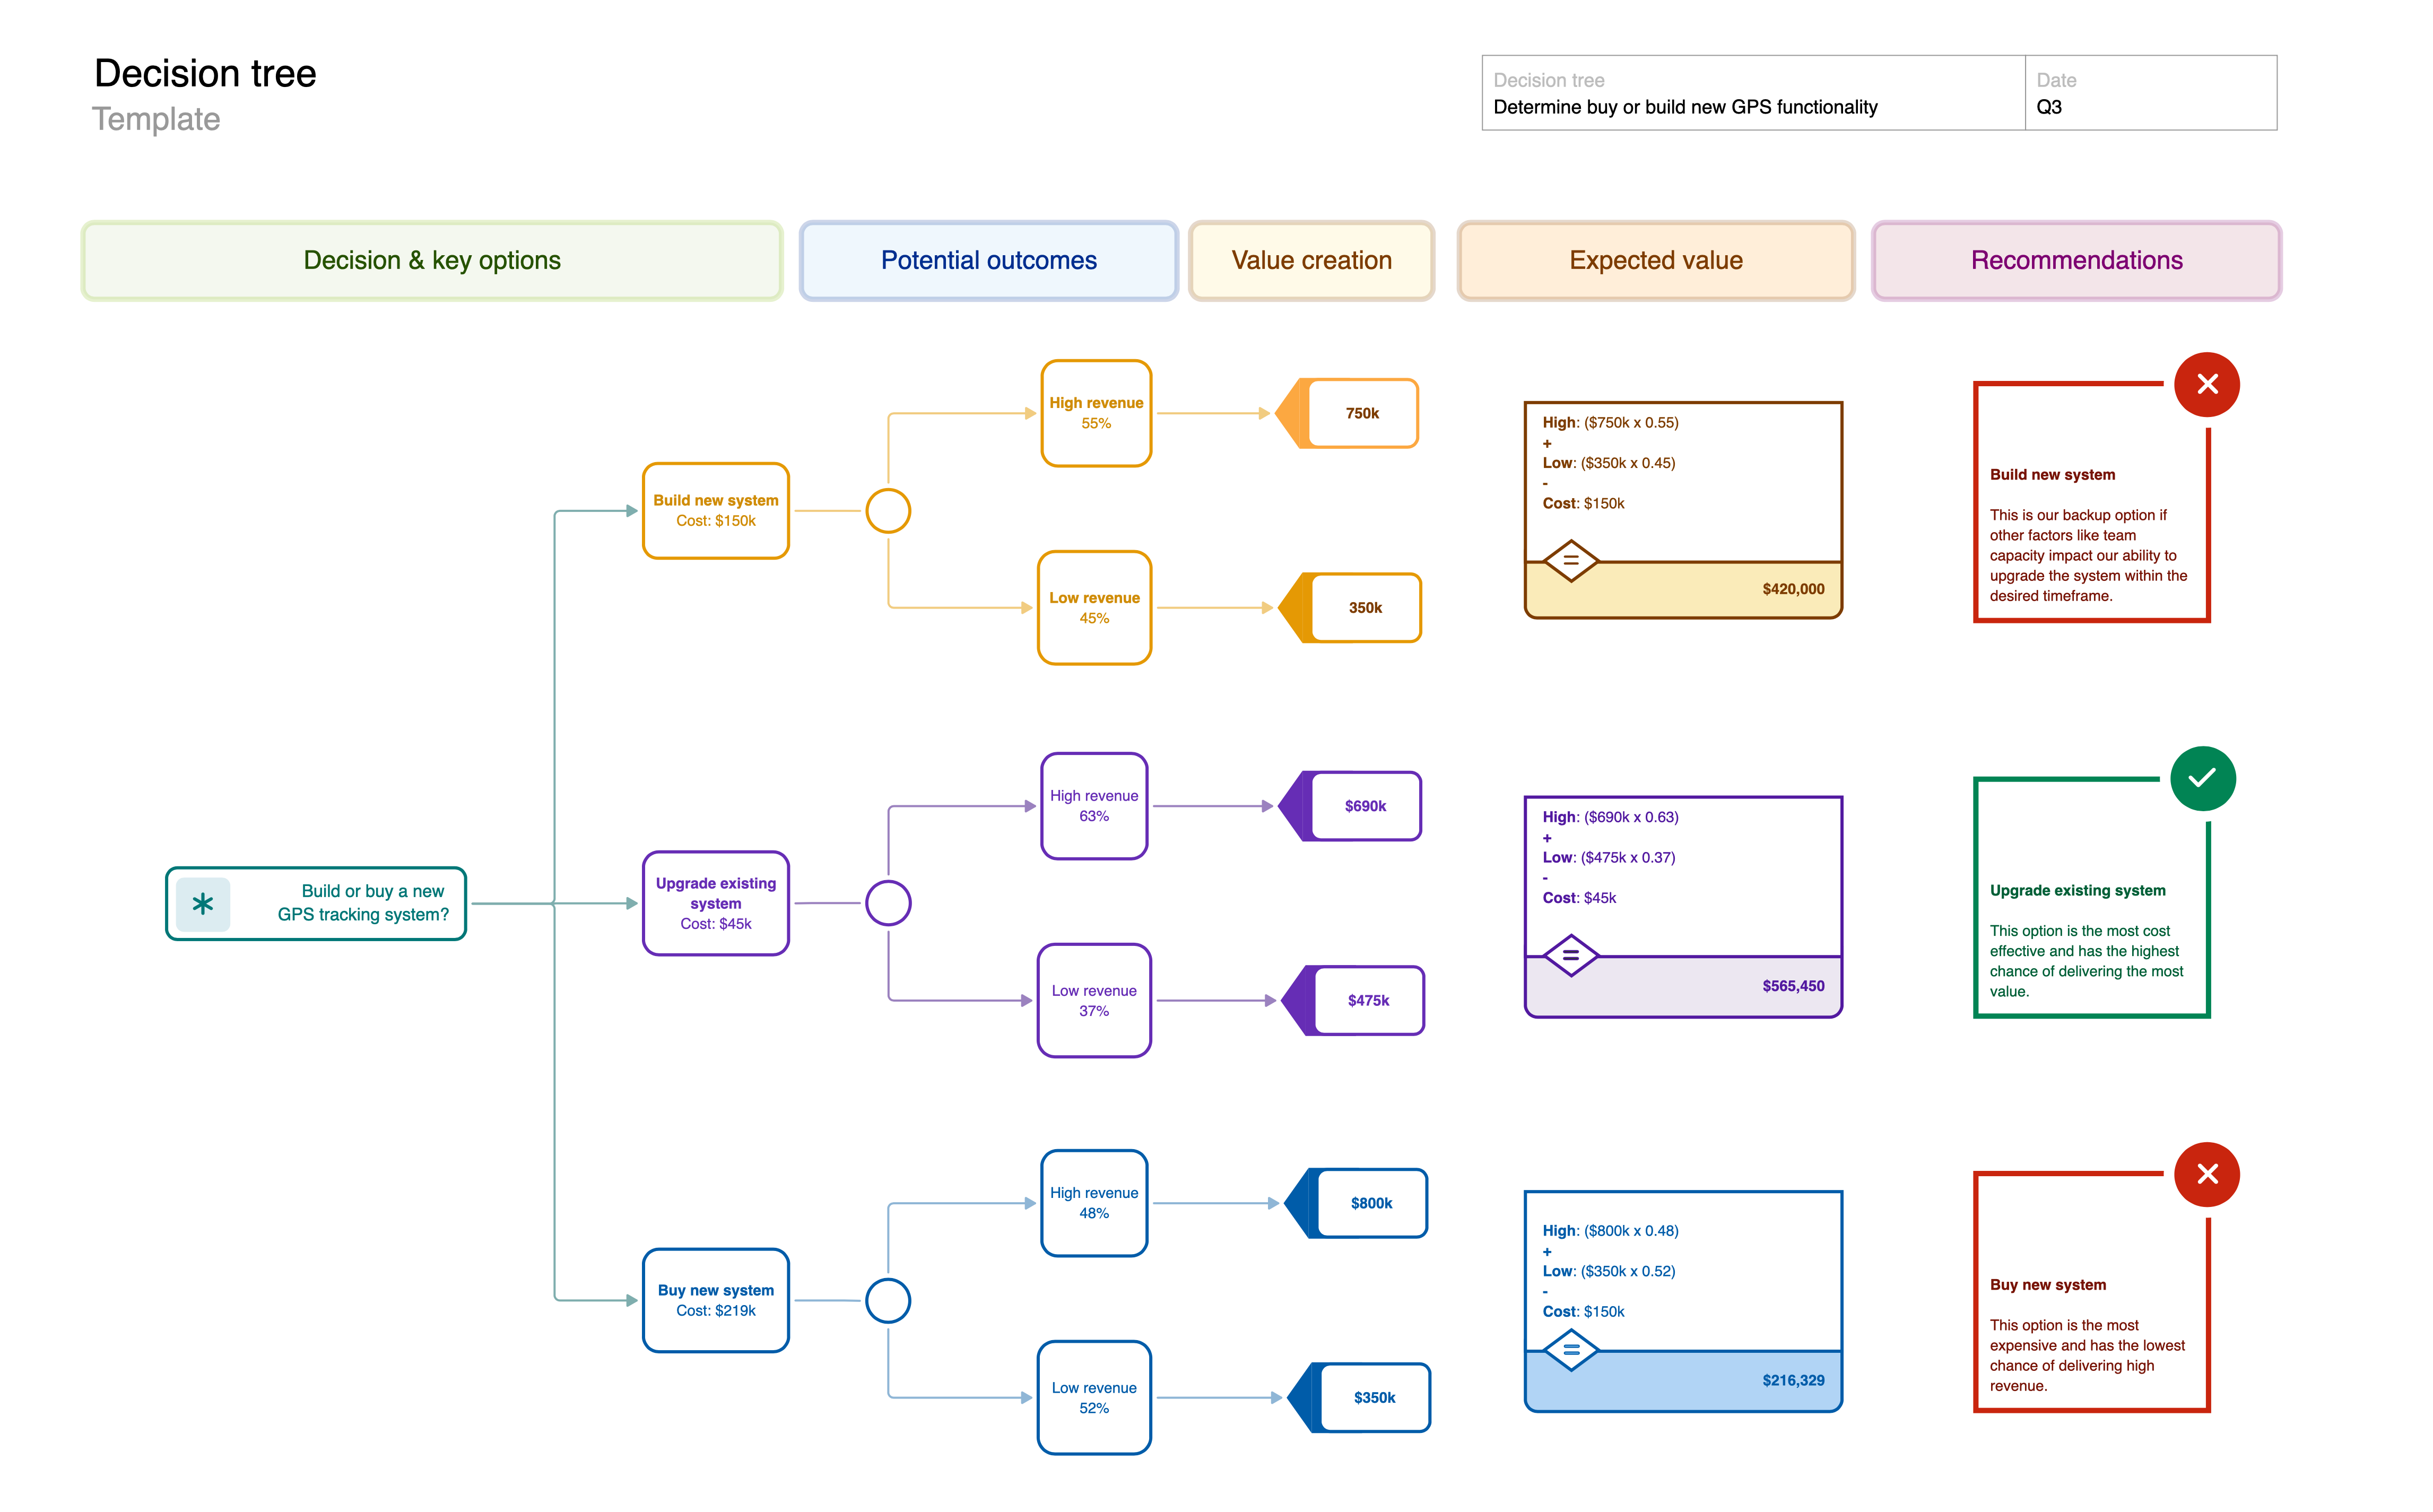 Decision tree
Template
Decision tree
Determine buy or build new GPS functionality
Date
Q3
Decision & key options
Potential outcomes
Value creation
Expected value
Recommendations
Build or buy a new
GPS tracking system?
Build new system
Cost: $150k
High revenue
55%
750k
Low revenue
45%
350k
High: ($750k x 0.55)
+
Low: ($350k x 0.45)
-
Cost: $150k
=
$420,000
Build new system
This is our backup option if
other factors like team
capacity impact our ability to
upgrade the system within the
desired timeframe.
Upgrade existing
system
Cost: $45k
High revenue
63%
$690k
Low revenue
37%
$475k
High: ($690k x 0.63)
+
Low: ($475k x 0.37)
-
Cost: $45k
=
$565,450
Upgrade existing system
This option is the most cost
effective and has the highest
chance of delivering the most
value.
Buy new system
Cost: $219k
High revenue
48%
$800k
Low revenue
52%
$350k
High: ($800k x 0.48)
+
Low: ($350k x 0.52)
-
Cost: $150k
=
$216,329
Buy new system
This option is the most
expensive and has the lowest
chance of delivering high
revenue.